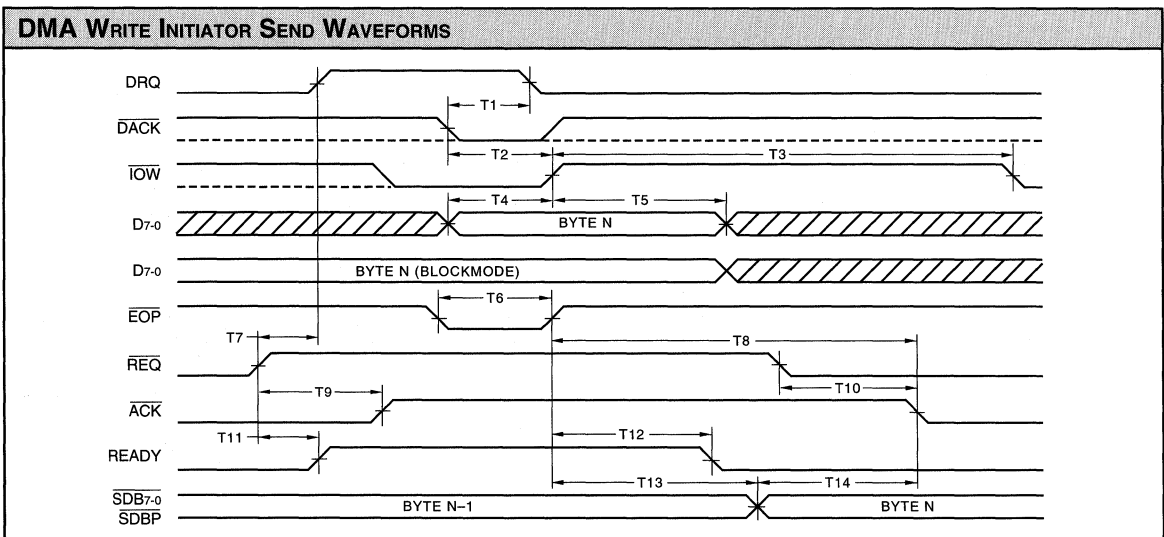 DMA WRITE INITIATOR SEND WAVEFORMS
DRQ
T1
DACK
T2
T3
IOW
T4
T5
D7-0
BYTE N
D7-0
BYTE N (BLOCKMODE)
T6
EOP
T7
T8
REQ
T9
T10
ACK
T11
T12
READY
T13
T14
SDB7-0
BYTE N–1
BYTE N
SDBP